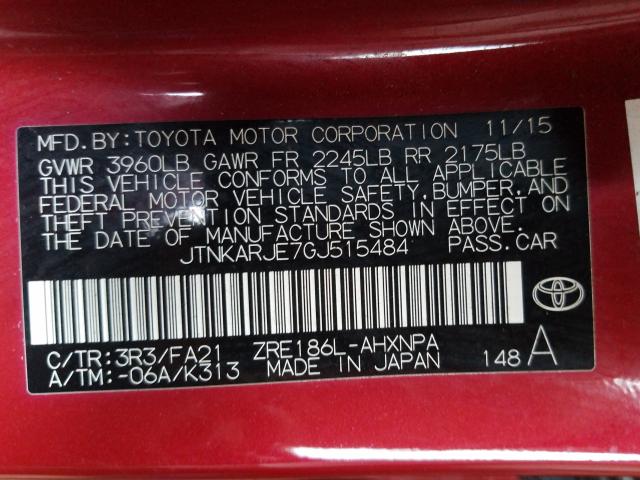 MFD. BY: TOYOTA MOTOR CORPORATION 11/15
GVWR 3960LB GAWR FR 2245LB RR 2175LB
THIS VEHICLE CONFORMS TO ALL APPLICABLE
FEDERAL MOTOR VEHICLE SAFETY, BUMPER, AND
THEFT PREVENTION STANDARDS IN EFFECT ON
THE DATE OF MANUFACTURE SHOWN ABOVE.
JTNKARJE7GJ515484 PASS. CAR
C/TR: 3R3/FA21 ZRE186L-AHXNPA
A/TM: -06A/K313 MADE IN JAPAN 148 A